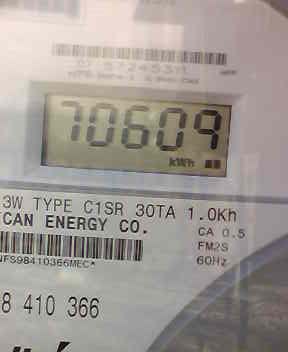 70609
kWh
3W TYPE C1SR 30TA 1.0Kh
CAN ENERGY CO.
CA 0.5
FM2S
NFS98410366MEC*
60Hz
8 410 366